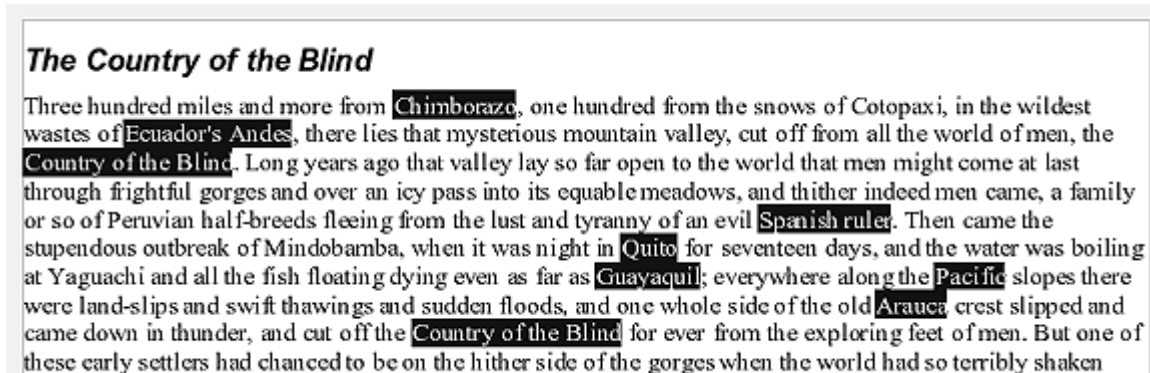 The Country of the Blind
Three hundred miles and more from Chimborazo, one hundred from the snows of Cotopaxi, in the wildest
wastes of Ecuador's Andes, there lies that mysterious mountain valley, cut off from all the world of men, the
Country of the Blind. Long years ago that valley lay so far open to the world that men might come at last
through frightful gorges and over an icy pass into its equable meadows, and thither indeed men came, a family
or so of Peruvian half-breeds fleeing from the lust and tyranny of an evil Spanish ruler. Then came the
stupendous outbreak of Mindobamba, when it was night in Quito for seventeen days, and the water was boiling
at Yaguachi and all the fish floating dying even as far as Guayaquil; everywhere along the Pacific slopes there
were land-slips and swift thawings and sudden floods, and one whole side of the old Arauca crest slipped and
came down in thunder, and cut off the Country of the Blind for ever from the exploring feet of men. But one of
these early settlers had chanced to be on the hither side of the gorges when the world had so terribly shaken